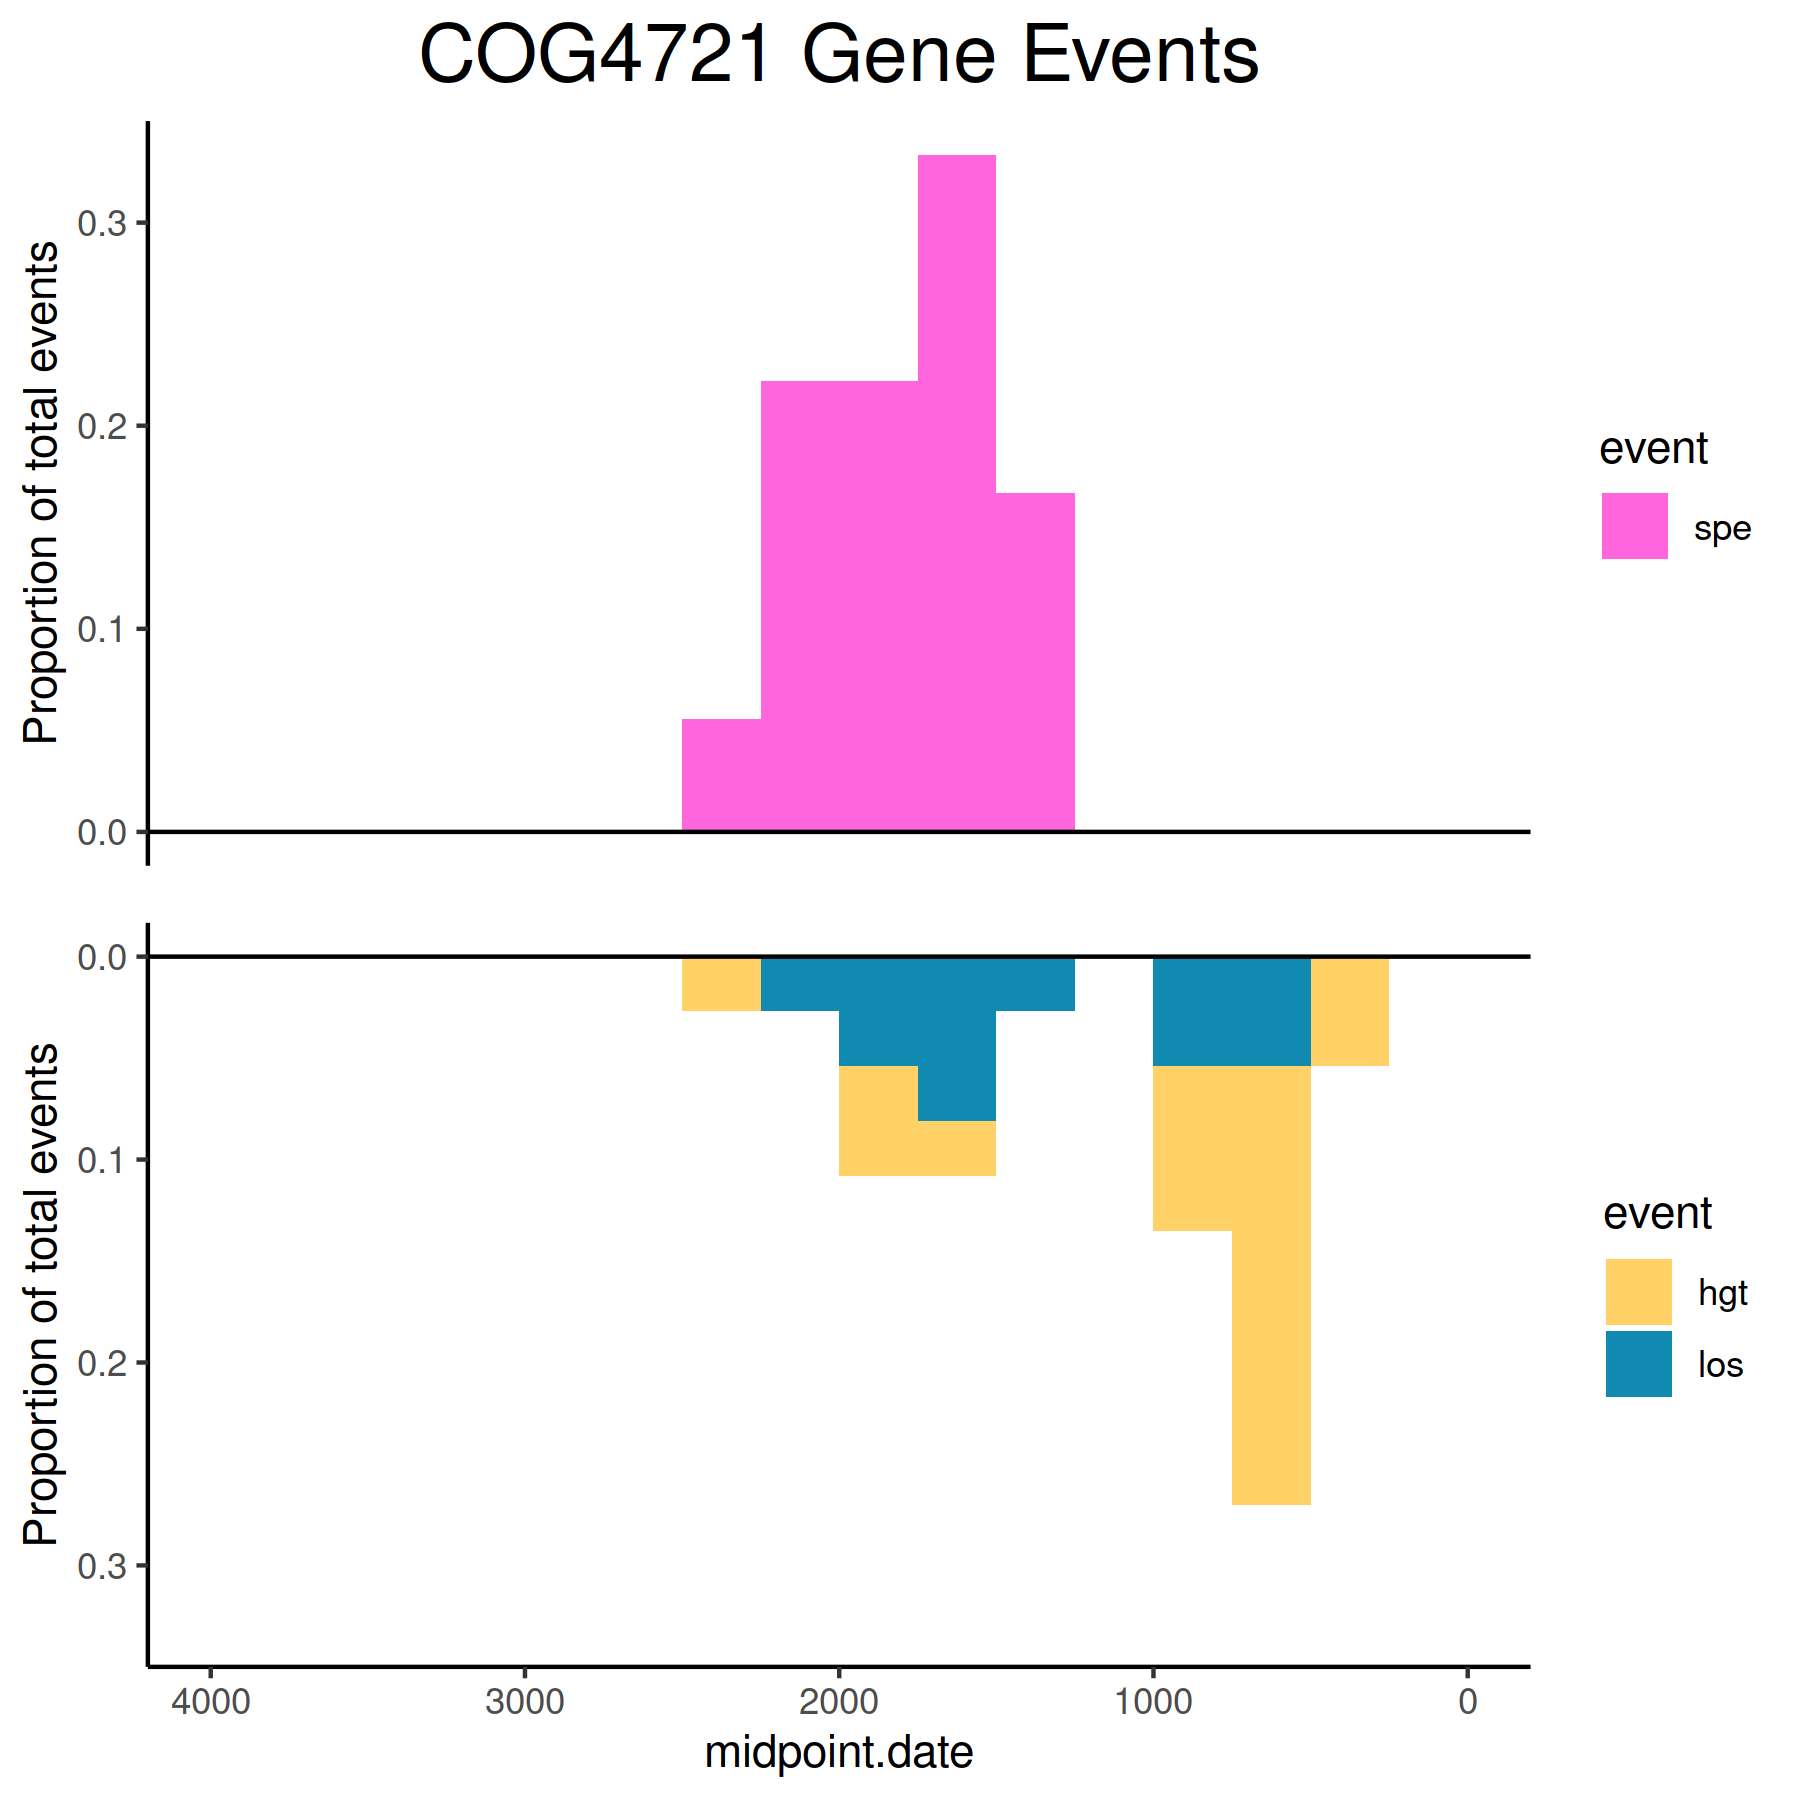 COG4721 Gene Events
Proportion of total events
0.3
0.2
0.1
0.0
event
spe
Proportion of total events
0.0
0.1
0.2
0.3
event
hgt
los
4000 3000 2000 1000 0
midpoint.date